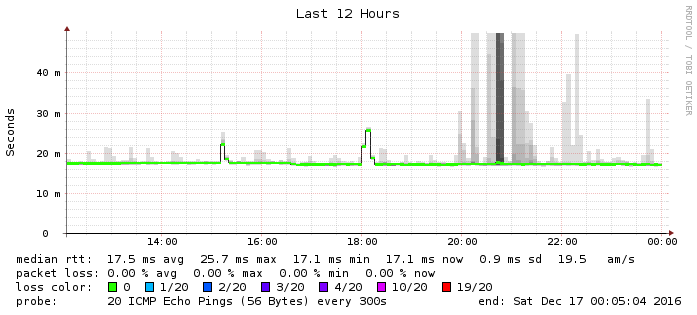 Last 12 Hours
RRDTOOL / TOBI OETIKER
Seconds
40 m
30 m
20 m
10 m
0
14:00 16:00 18:00 20:00 22:00 00:00
median rtt: 17.5 ms avg 25.7 ms max 17.1 ms min 17.1 ms now 0.9 ms sd 19.5 am/s
packet loss: 0.00 % avg 0.00 % max 0.00 % min 0.00 % now
loss color: 0 1/20 2/20 3/20 4/20 10/20 19/20
probe: 20 ICMP Echo Pings (56 Bytes) every 300s end: Sat Dec 17 00:05:04 2016